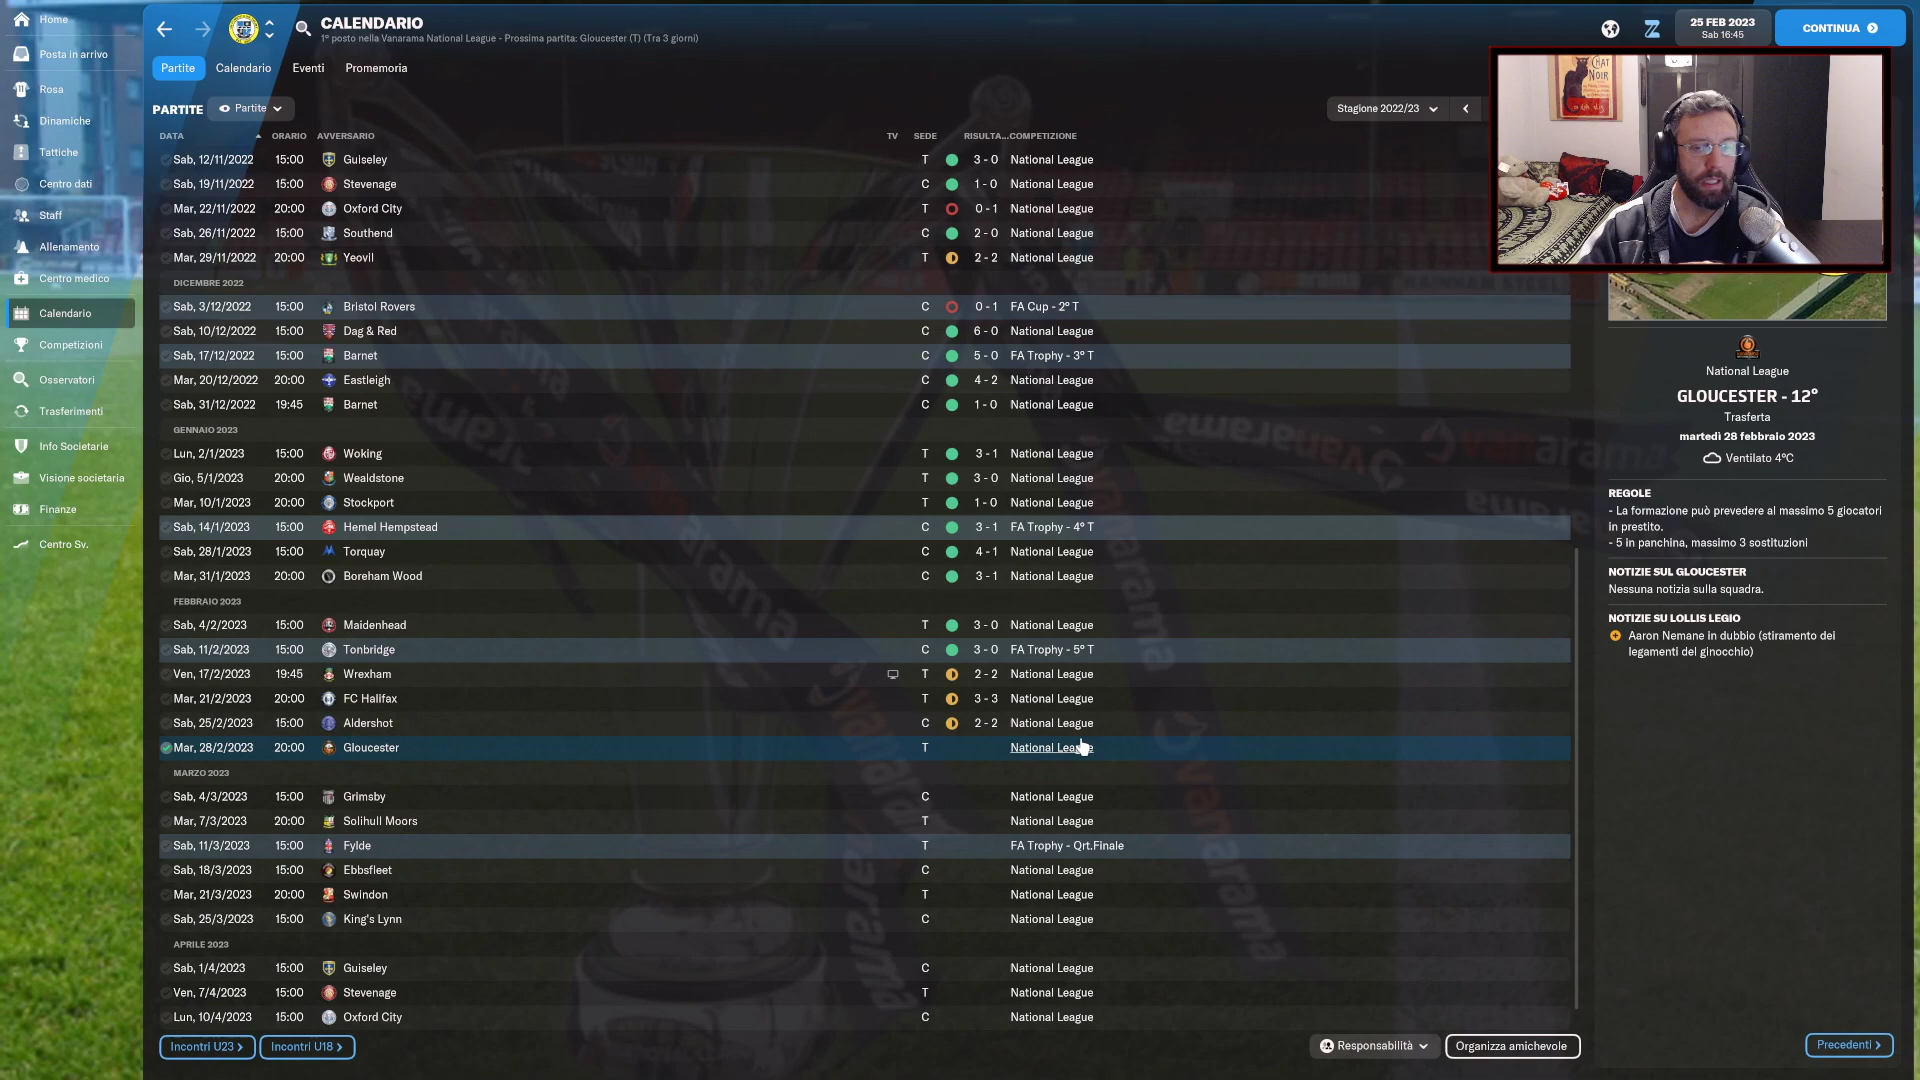 Home
Posta in arrivo
Rosa
Dinamiche
Tattiche
Centro dati
Staff
Allenamento
Centro medico
Calendario
Competizioni
Osservatori
Trasferimenti
Info Societarie
Visione societaria
Finanze
Centro Sv.
CALENDARIO
1° posto nella Vanarama National League - Prossima partita: Gloucester (T) (Tra 3 giorni)
25 FEB 2023
Sab 16:45
CONTINUA
Partite Calendario Eventi Promemoria
PARTITE Partite
Stagione 2022/23
DATA ORARIO AVVERSARIO TV SEDE RISULTA...COMPETIZIONE
Sab, 12/11/2022 15:00 Guiseley T 3 - 0 National League
Sab, 19/11/2022 15:00 Stevenage C 1 - 0 National League
Mar, 22/11/2022 20:00 Oxford City T 0 - 1 National League
Sab, 26/11/2022 15:00 Southend C 2 - 0 National League
Mar, 29/11/2022 20:00 Yeovil T 2 - 2 National League
DICEMBRE 2022
Sab, 3/12/2022 15:00 Bristol Rovers C 0 - 1 FA Cup - 2° T
Sab, 10/12/2022 15:00 Dag & Red C 6 - 0 National League
Sab, 17/12/2022 15:00 Barnet C 5 - 0 FA Trophy - 3° T
Mar, 20/12/2022 20:00 Eastleigh C 4 - 2 National League
Sab, 31/12/2022 19:45 Barnet C 1 - 0 National League
GENNAIO 2023
Lun, 2/1/2023 15:00 Woking T 3 - 1 National League
Gio, 5/1/2023 20:00 Wealdstone T 3 - 0 National League
Mar, 10/1/2023 20:00 Stockport T 1 - 0 National League
Sab, 14/1/2023 15:00 Hemel Hempstead C 3 - 1 FA Trophy - 4° T
Sab, 28/1/2023 15:00 Torquay C 4 - 1 National League
Mar, 31/1/2023 20:00 Boreham Wood C 3 - 1 National League
FEBBRAIO 2023
Sab, 4/2/2023 15:00 Maidenhead T 3 - 0 National League
Sab, 11/2/2023 15:00 Tonbridge C 3 - 0 FA Trophy - 5° T
Ven, 17/2/2023 19:45 Wrexham T 2 - 2 National League
Mar, 21/2/2023 20:00 FC Halifax T 3 - 3 National League
Sab, 25/2/2023 15:00 Aldershot C 2 - 2 National League
Mar, 28/2/2023 20:00 Gloucester T National League
MARZO 2023
Sab, 4/3/2023 15:00 Grimsby C National League
Mar, 7/3/2023 20:00 Solihull Moors T National League
Sab, 11/3/2023 15:00 Fylde T FA Trophy - Qrt.Finale
Sab, 18/3/2023 15:00 Ebbsfleet C National League
Mar, 21/3/2023 20:00 Swindon T National League
Sab, 25/3/2023 15:00 King's Lynn C National League
APRILE 2023
Sab, 1/4/2023 15:00 Guiseley C National League
Ven, 7/4/2023 15:00 Stevenage T National League
Lun, 10/4/2023 15:00 Oxford City C National League
Incontri U23 Incontri U18
Responsabilità
Organizza amichevole
CHAT
NOIR
National League
GLOUCESTER - 12°
Trasferta
martedì 28 febbraio 2023
Ventilato 4°C
REGOLE
- La formazione può prevedere al massimo 5 giocatori
in prestito.
- 5 in panchina, massimo 3 sostituzioni
NOTIZIE SUL GLOUCESTER
Nessuna notizia sulla squadra.
NOTIZIE SU LOLLIS LEGIO
Aaron Nemane in dubbio (stiramento dei
legamenti del ginocchio)
Precedenti